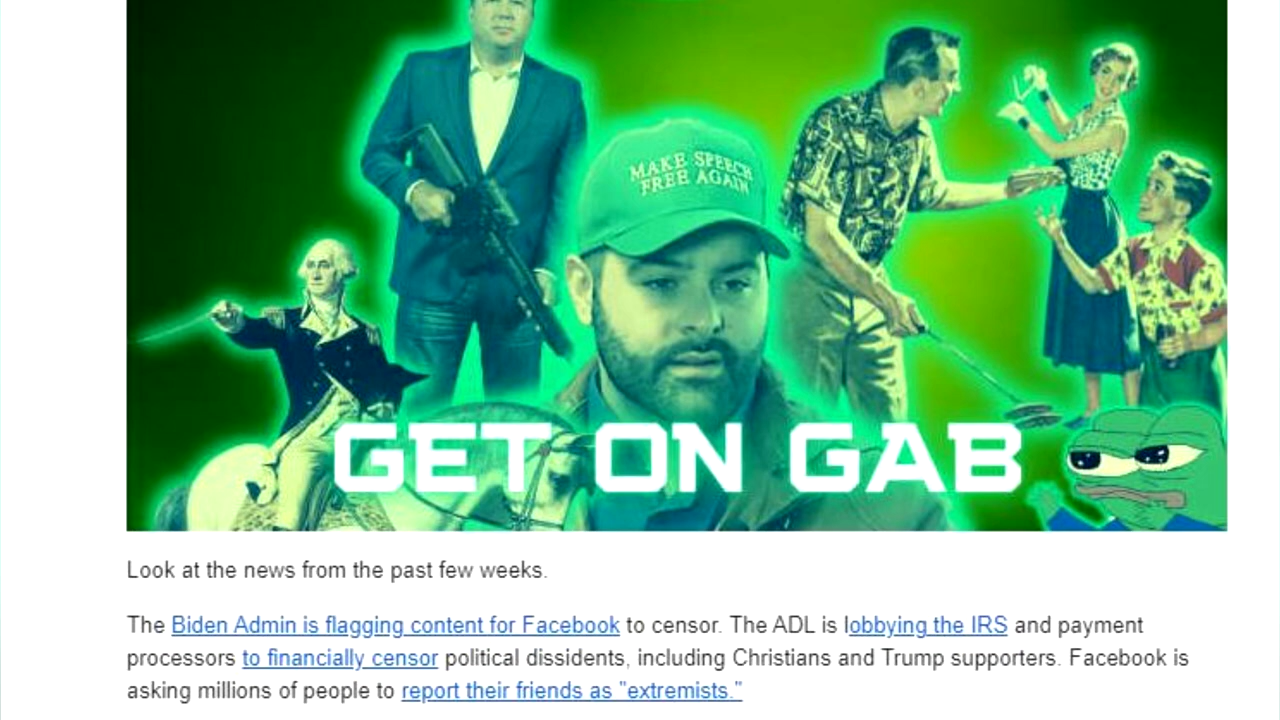 MAKE SPEECH
FREE AGAIN
GET ON GAB
Look at the news from the past few weeks.
The Biden Admin is flagging content for Facebook to censor. The ADL is lobbying the IRS and payment
processors to financially censor political dissidents, including Christians and Trump supporters. Facebook is
asking millions of people to report their friends as "extremists."